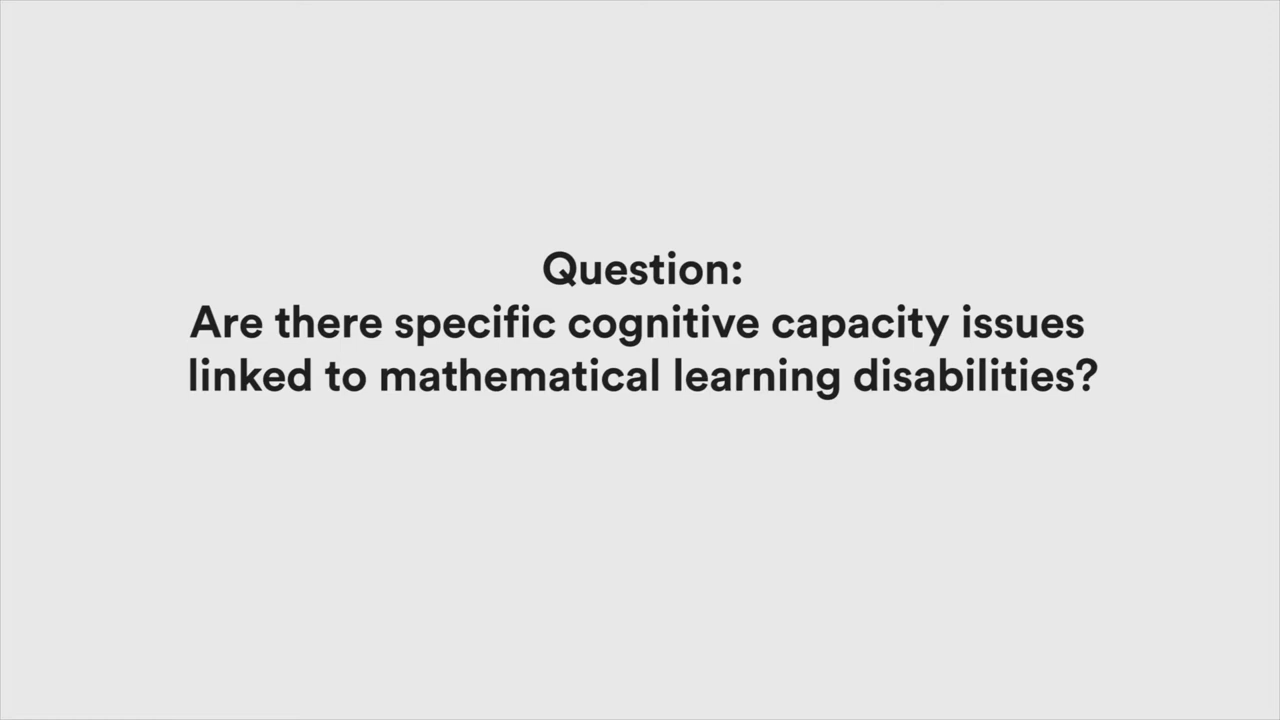 Question:
Are there specific cognitive capacity issues
linked to mathematical learning disabilities?